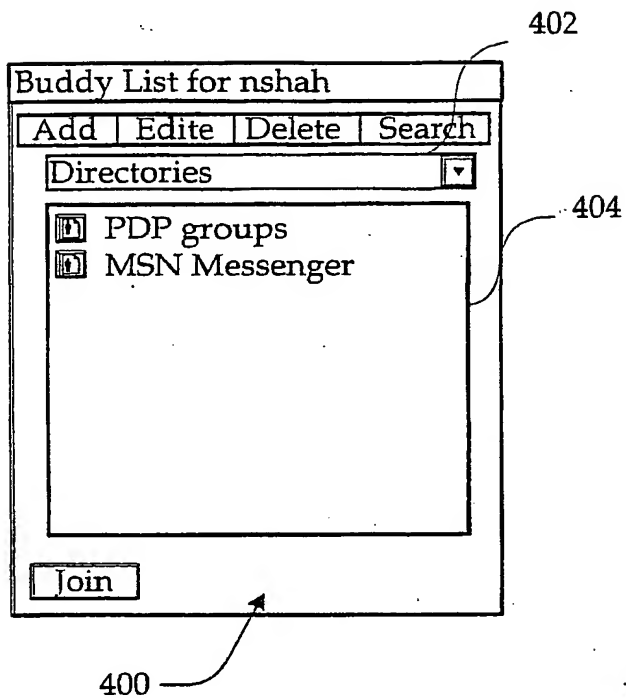 402
Buddy List for nshah
Add Edite Delete Search
Directories
404
PDP groups
MSN Messenger
Join
400